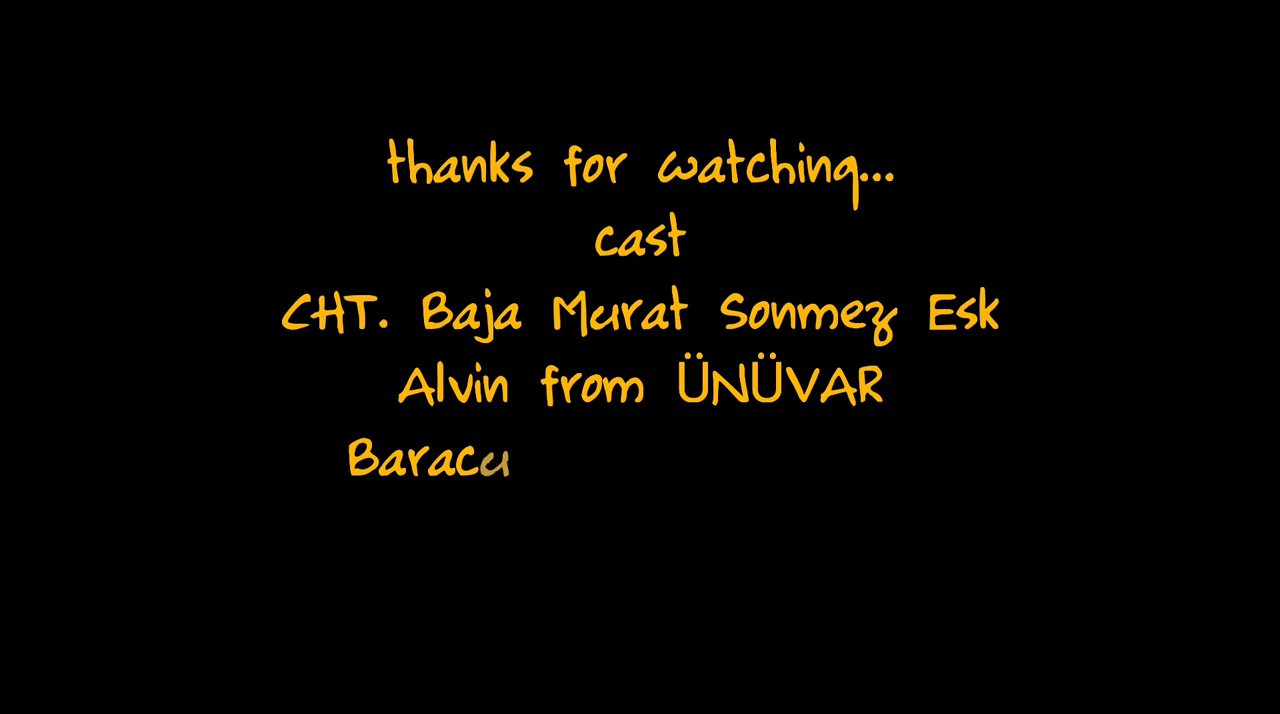 thanks for watching...
cast
CHT. Baja Murat Sonmez Esk
Alvin from ÜNÜVAR
Baracu